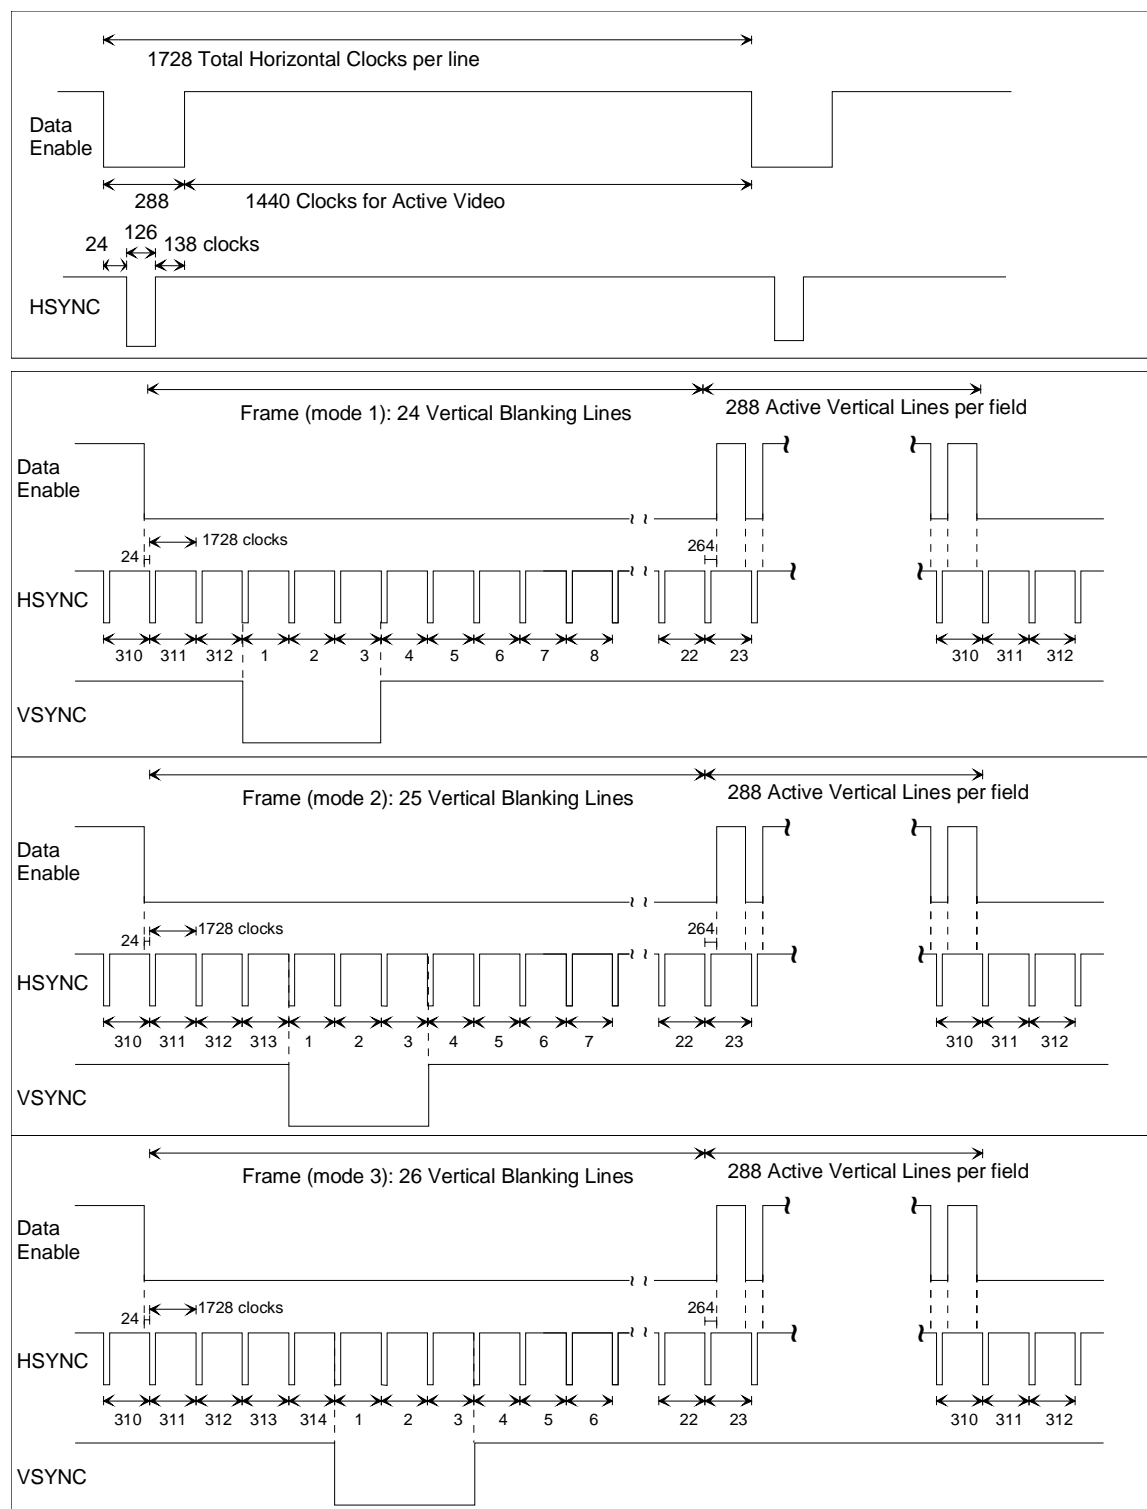 1728 Total Horizontal Clocks per line
Data
Enable
288
1440 Clocks for Active Video
126
24
138 clocks
HSYNC
Frame (mode 1): 24 Vertical Blanking Lines
288 Active Vertical Lines per field
Data
Enable
24
1728 clocks
264
HSYNC
310 311 312 1 2 3 4 5 6 7 8 22 23 310 311 312
VSYNC
Frame (mode 2): 25 Vertical Blanking Lines
288 Active Vertical Lines per field
Data
Enable
24
1728 clocks
264
HSYNC
310 311 312 313 1 2 3 4 5 6 7 22 23 310 311 312
VSYNC
Frame (mode 3): 26 Vertical Blanking Lines
288 Active Vertical Lines per field
Data
Enable
24
1728 clocks
264
HSYNC
310 311 312 313 314 1 2 3 4 5 6 22 23 310 311 312
VSYNC